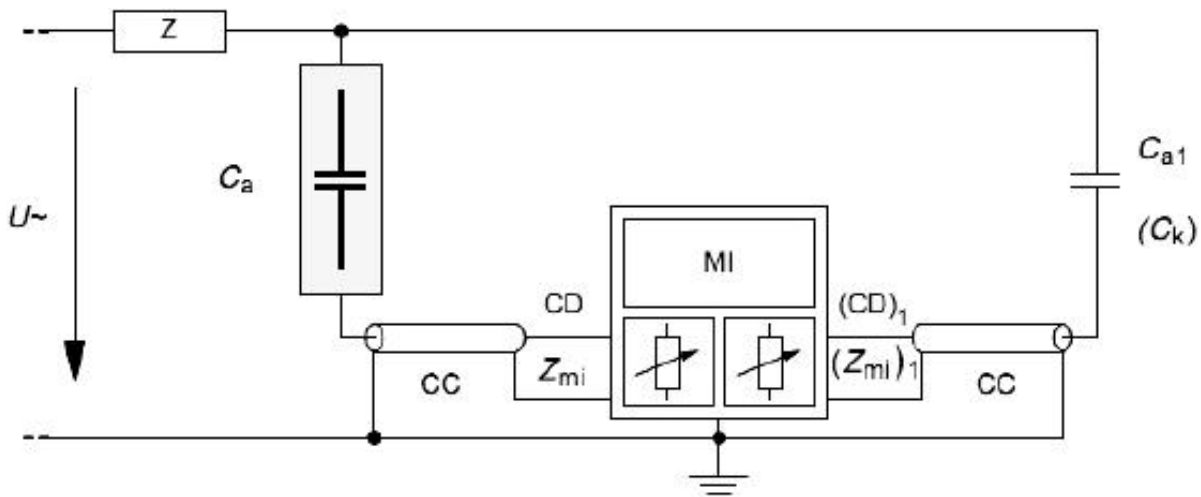 Z
Cₐ
U~
Cₐ₁
(Cₖ)
MI
CD
(CD)₁
Zₘᵢ
(Zₘᵢ)₁
CC
CC